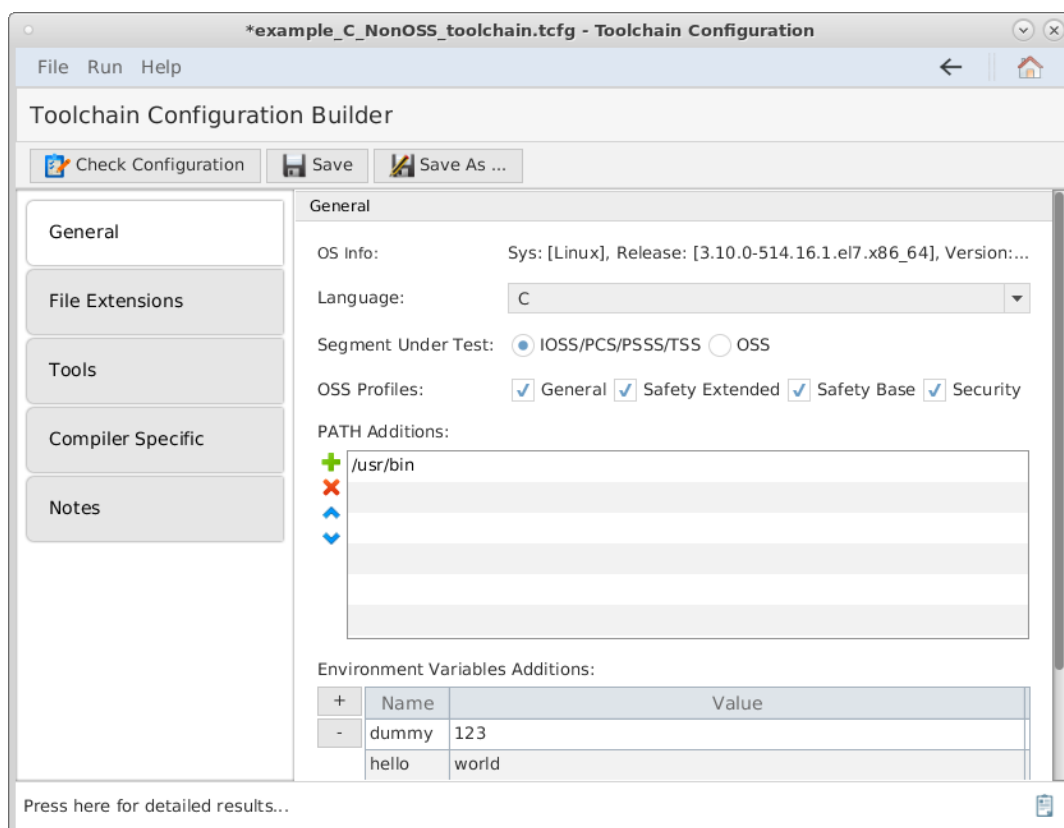 *example_C_NonOSS_toolchain.tcfg - Toolchain Configuration
File Run Help
Toolchain Configuration Builder
Check Configuration Save Save As ...
General
File Extensions
Tools
Compiler Specific
Notes
General
OS Info: Sys: [Linux], Release: [3.10.0-514.16.1.el7.x86_64], Version:...
Language: C
Segment Under Test: IOSS/PCS/PSSS/TSS OSS
OSS Profiles: General Safety Extended Safety Base Security
PATH Additions:
/usr/bin
Environment Variables Additions:
+ Name Value
- dummy 123
hello world
Press here for detailed results...